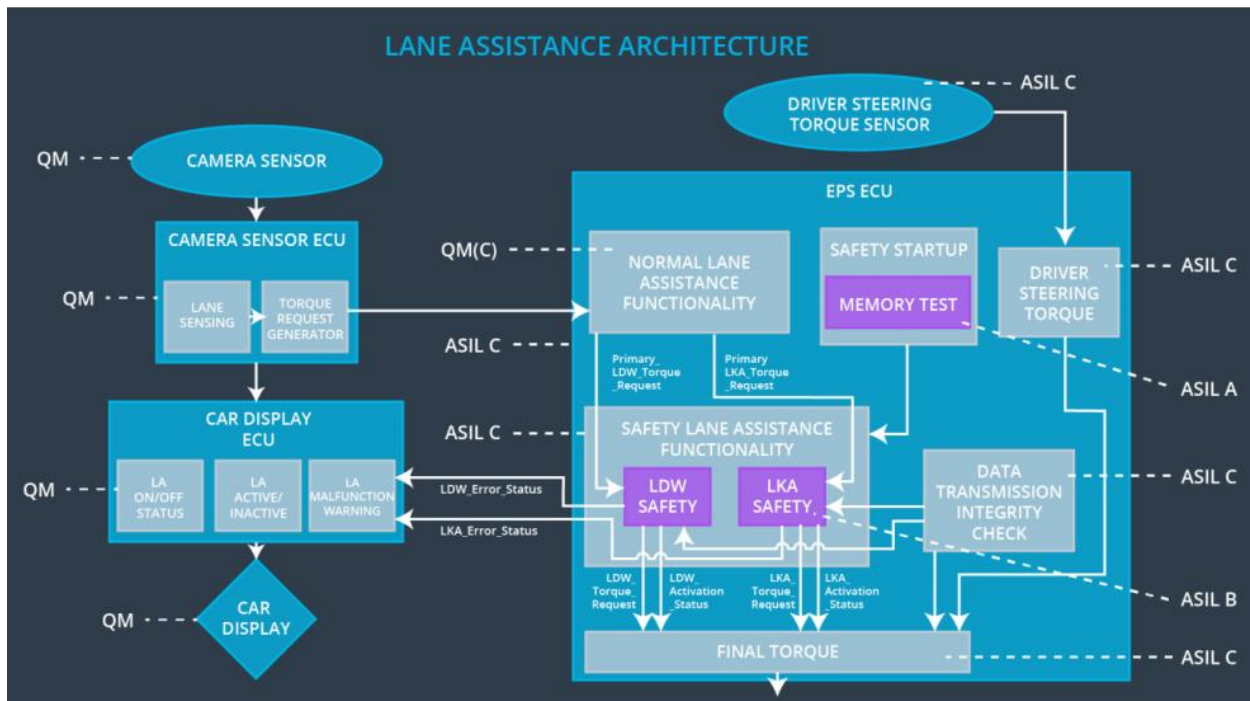 LANE ASSISTANCE ARCHITECTURE
ASIL C
DRIVER STEERING
TORQUE SENSOR
QM
CAMERA SENSOR
EPS ECU
CAMERA SENSOR ECU
QM
LANE
SENSING
TORQUE
REQUEST
GENERATOR
QM(C)
NORMAL LANE
ASSISTANCE
FUNCTIONALITY
SAFETY STARTUP
MEMORY TEST
DRIVER
STEERING
TORQUE
ASIL C
ASIL C
Primary_
LDW_Torque
_Request
Primary
LKA_Torque
_Request
ASIL A
CAR DISPLAY
ECU
QM
LA
ON/OFF
STATUS
LA
ACTIVE/
INACTIVE
LA
MALFUNCTION
WARNING
ASIL C
SAFETY LANE ASSISTANCE
FUNCTIONALITY
LDW
SAFETY
LKA
SAFETY
DATA
TRANSMISSION
INTEGRITY
CHECK
ASIL C
LDW_Error_Status
LKA_Error_Status
LDW_
Torque_
Request
LDW_
Activation
_Status
LKA_
Torque_
Request
LKA_
Activation
_Status
ASIL B
QM
CAR
DISPLAY
FINAL TORQUE
ASIL C